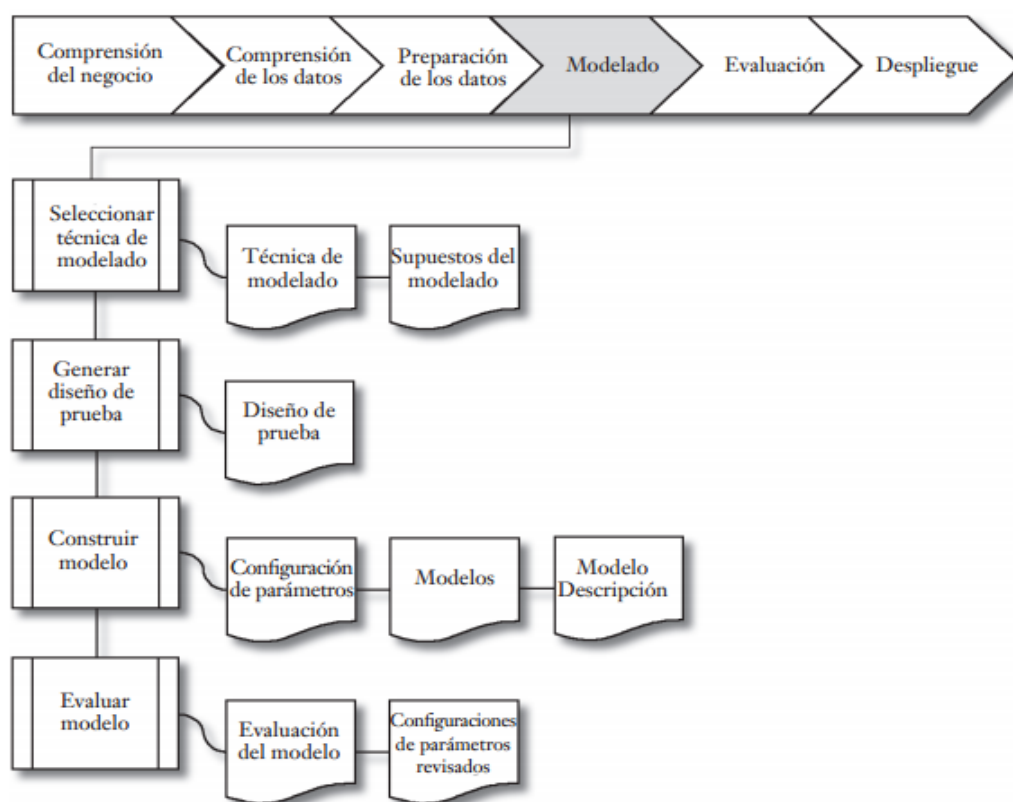 Comprensión
del negocio
Comprensión
de los datos
Preparación
de los datos
Modelado
Evaluación
Despliegue
Seleccionar
técnica de
modelado
Técnica de
modelado
Supuestos del
modelado
Generar
diseño de
prueba
Diseño de
prueba
Construir
modelo
Configuración
de parámetros
Modelos
Modelo
Descripción
Evaluar
modelo
Evaluación
del modelo
Configuraciones
de parámetros
revisados